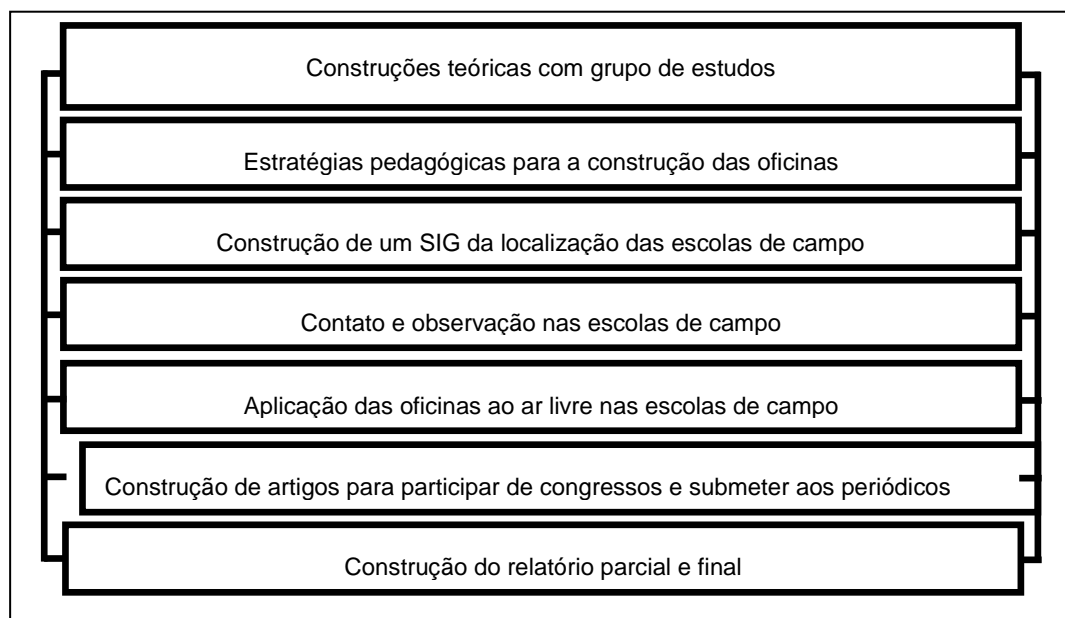 Construções teóricas com grupo de estudos
Estratégias pedagógicas para a construção das oficinas
Construção de um SIG da localização das escolas de campo
Contato e observação nas escolas de campo
Aplicação das oficinas ao ar livre nas escolas de campo
Construção de artigos para participar de congressos e submeter aos periódicos
Construção do relatório parcial e final